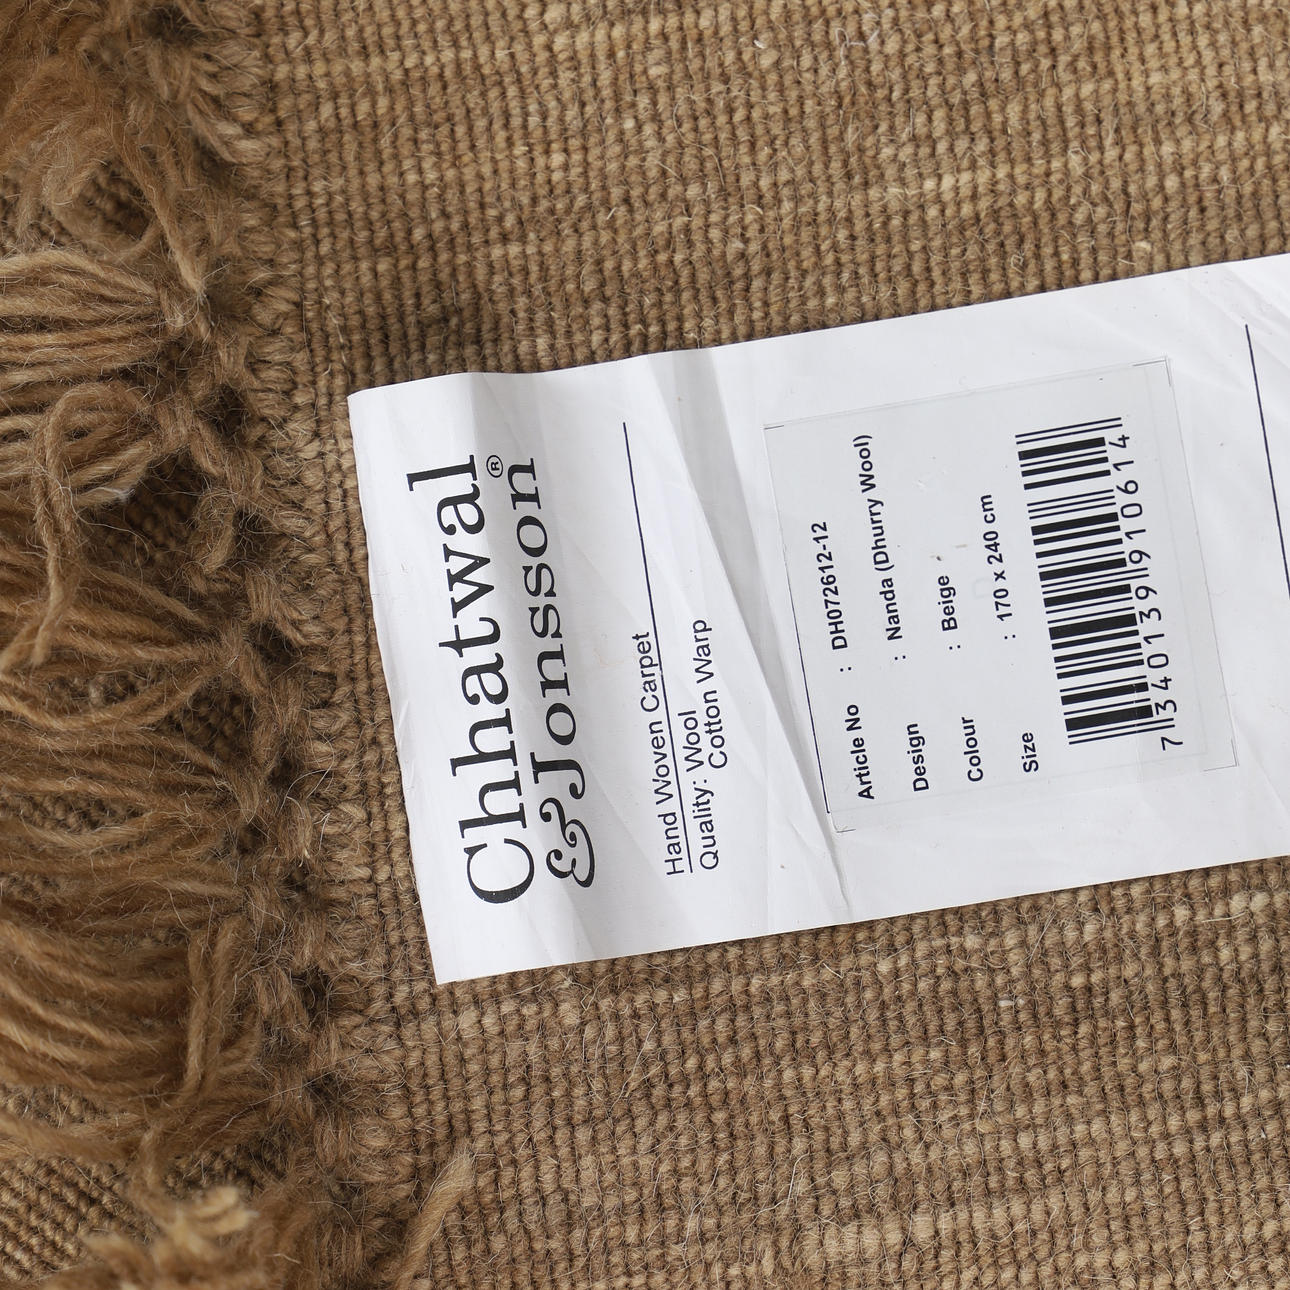 Chhatwal
& Jonsson®
Hand Woven Carpet
Quality: Wool
Cotton Warp
Article No : DH072612-12
Design : Nanda (Dhurry Wool)
Colour : Beige
Size : 170 x 240 cm
7340139910614